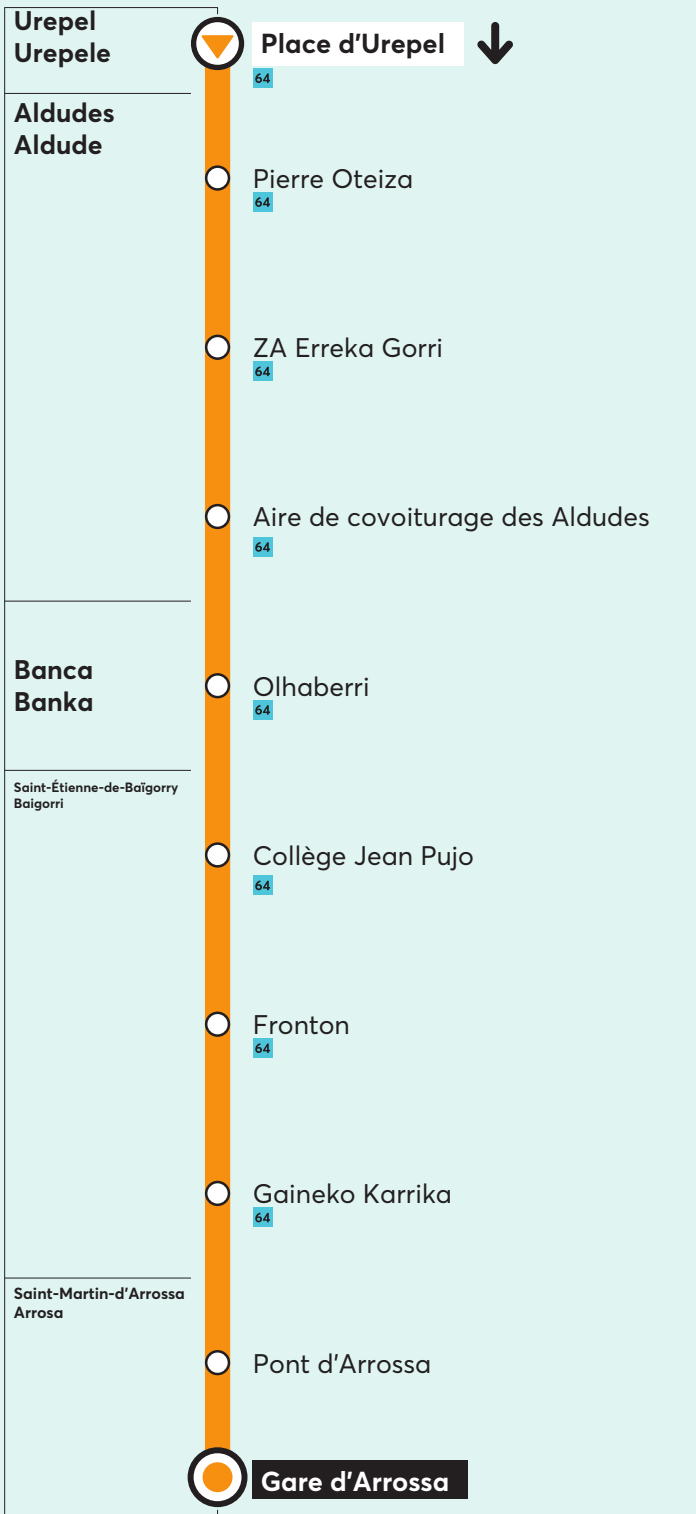 Urepel
Urepele
Place d'Urepel
64
Aldudes
Aldude
Pierre Oteiza
64
ZA Erreka Gorri
64
Aire de covoiturage des Aldudes
64
Banca
Banka
Olhaberri
64
Saint-Étienne-de-Baïgorry
Baigorri
Collège Jean Pujo
64
Fronton
64
Gaineko Karrika
64
Saint-Martin-d'Arrossa
Arrosa
Pont d'Arrossa
Gare d'Arrossa